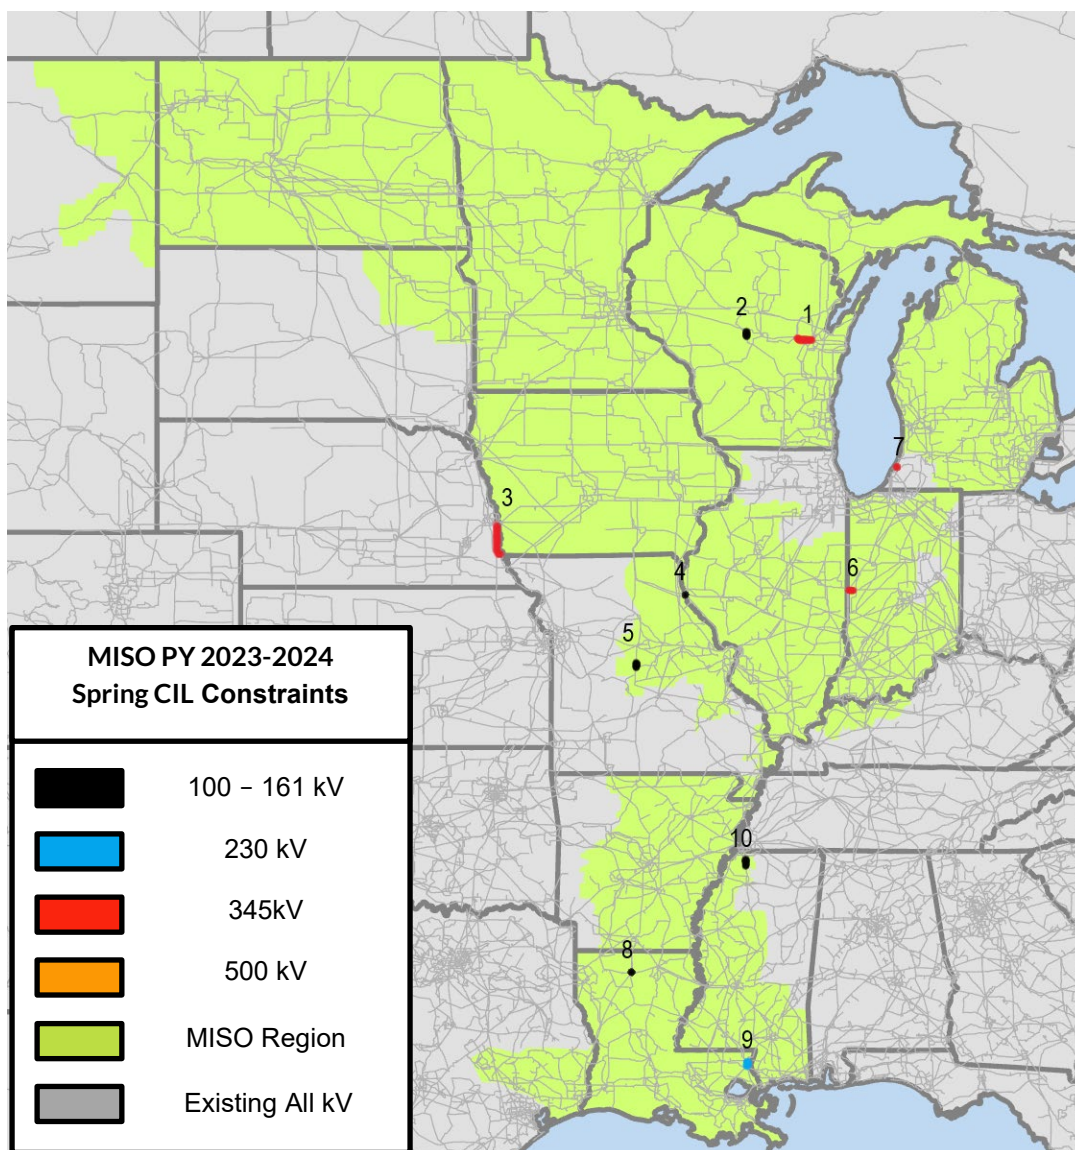 2
1
7
3
4
6
5
10
8
9
MISO PY 2023-2024
Spring CIL Constraints
100 – 161 kV
230 kV
345kV
500 kV
MISO Region
Existing All kV